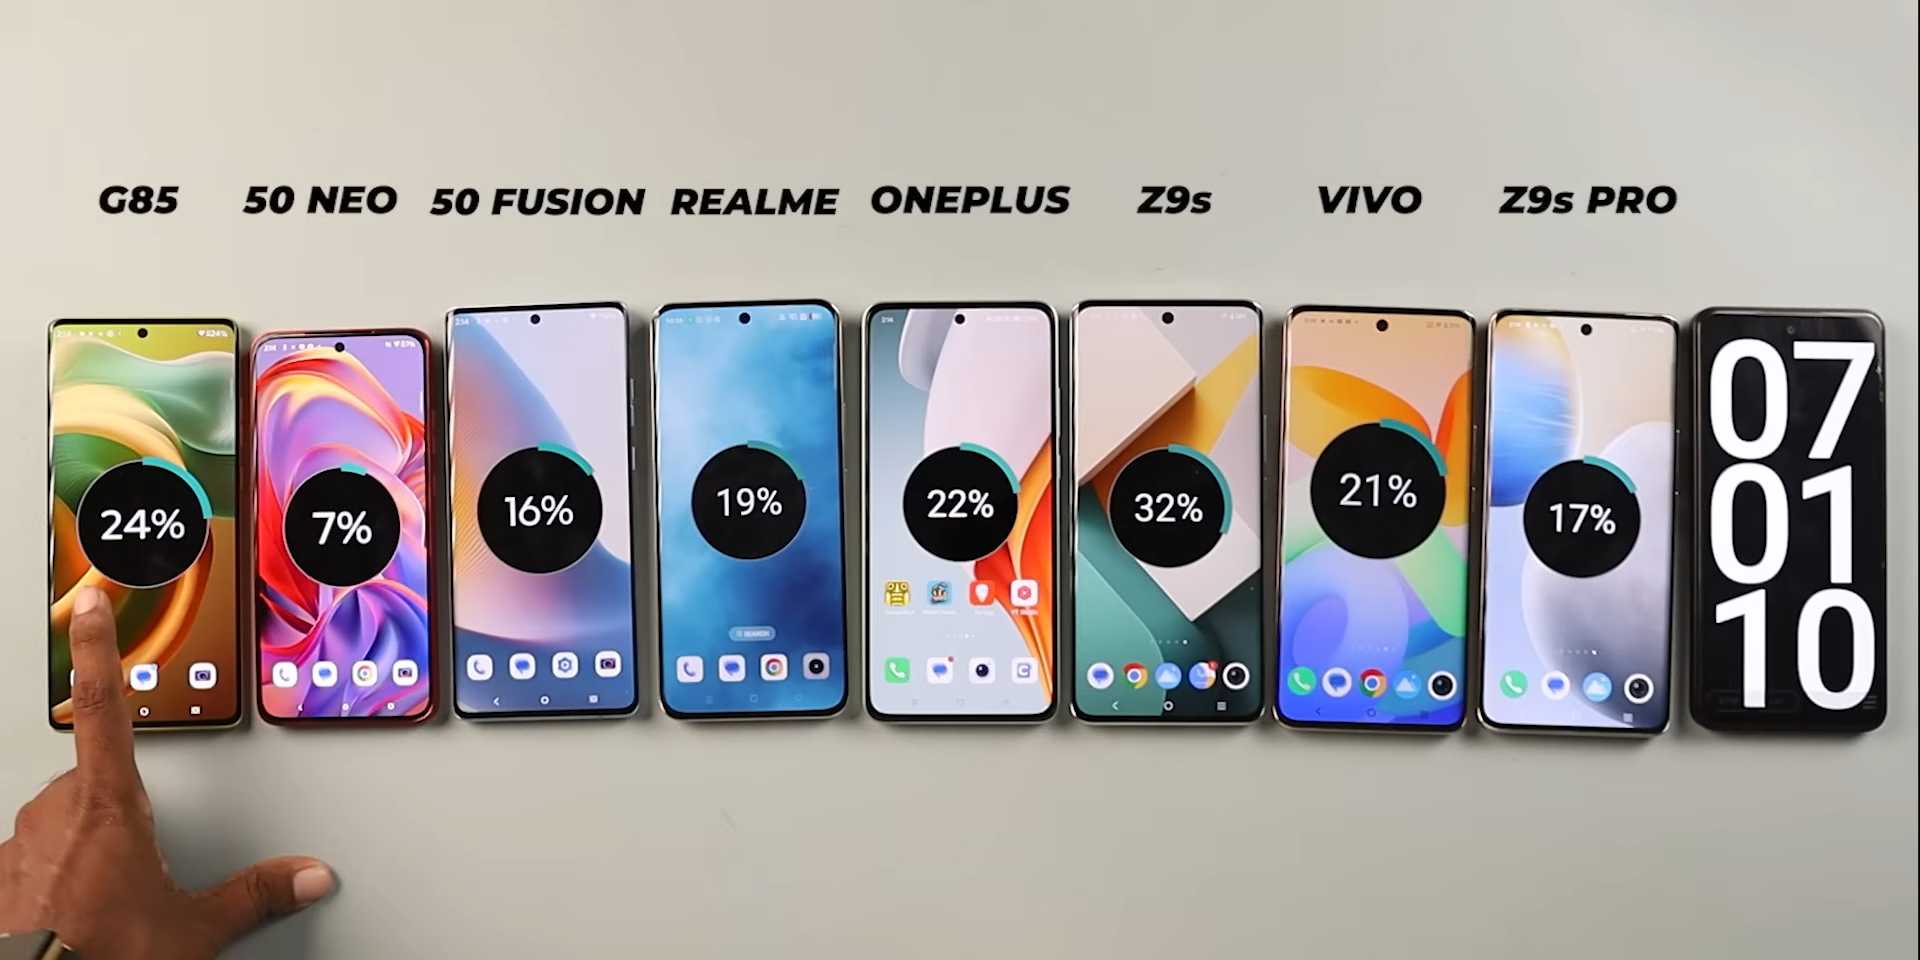 G85 50 NEO 50 FUSION REALME ONEPLUS Z9s VIVO Z9s PRO
24% 7% 16% 19% 22% 32% 21% 17%
SEARCH
07
01
10